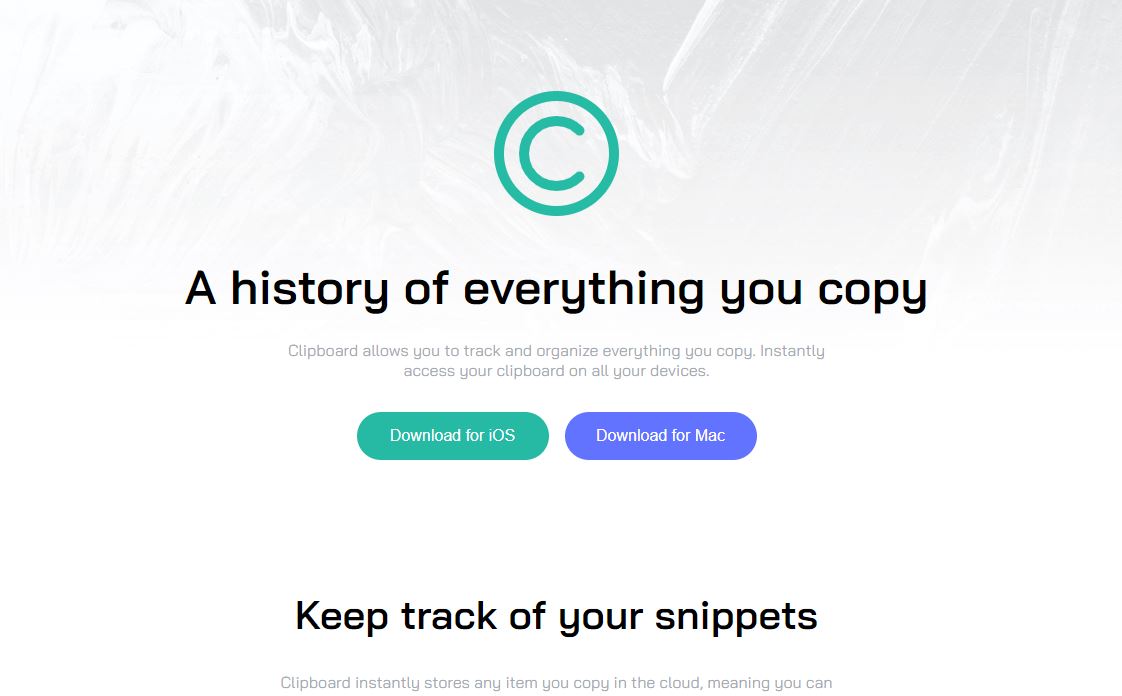 A history of everything you copy
Clipboard allows you to track and organize everything you copy. Instantly
access your clipboard on all your devices.
Download for iOS
Download for Mac
Keep track of your snippets
Clipboard instantly stores any item you copy in the cloud, meaning you can